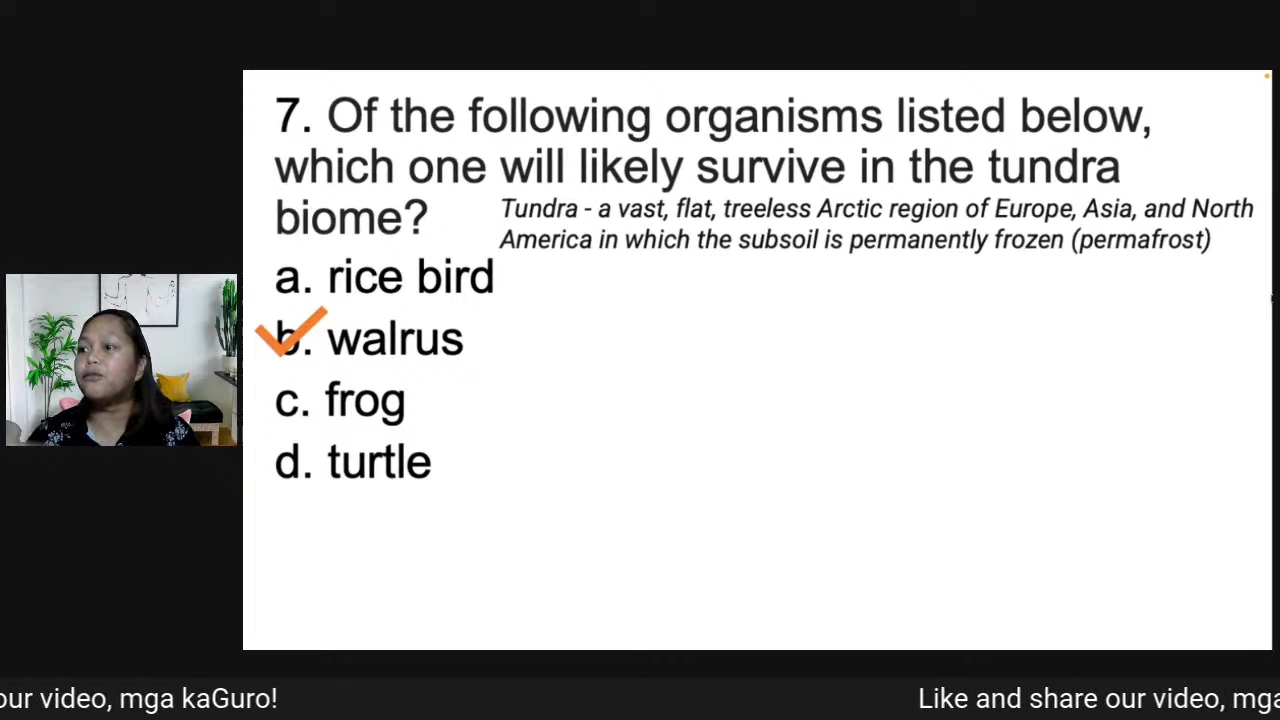 7. Of the following organisms listed below,
which one will likely survive in the tundra
biome?
Tundra - a vast, flat, treeless Arctic region of Europe, Asia, and North
America in which the subsoil is permanently frozen (permafrost)
a. rice bird
b. walrus
c. frog
d. turtle
our video, mga kaGuro!
Like and share our video, mga